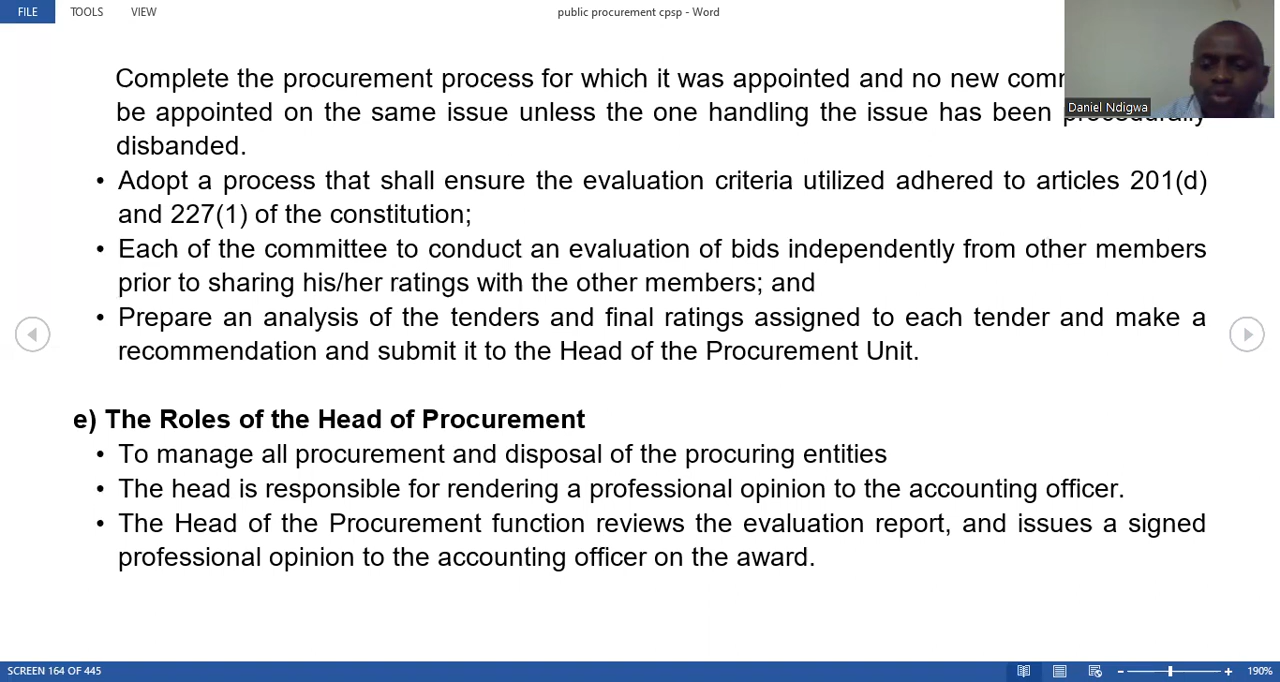 FILE TOOLS VIEW public procurement cpsp - Word
Complete the procurement process for which it was appointed and no new
be appointed on the same issue unless the one handling the issue has been procedurally
disbanded.
• Adopt a process that shall ensure the evaluation criteria utilized adhered to articles 201(d)
and 227(1) of the constitution;
• Each of the committee to conduct an evaluation of bids independently from other members
prior to sharing his/her ratings with the other members; and
• Prepare an analysis of the tenders and final ratings assigned to each tender and make a
recommendation and submit it to the Head of the Procurement Unit.
e) The Roles of the Head of Procurement
• To manage all procurement and disposal of the procuring entities
• The head is responsible for rendering a professional opinion to the accounting officer.
• The Head of the Procurement function reviews the evaluation report, and issues a signed
professional opinion to the accounting officer on the award.
Daniel Ndigwa
SCREEN 164 OF 445 190%